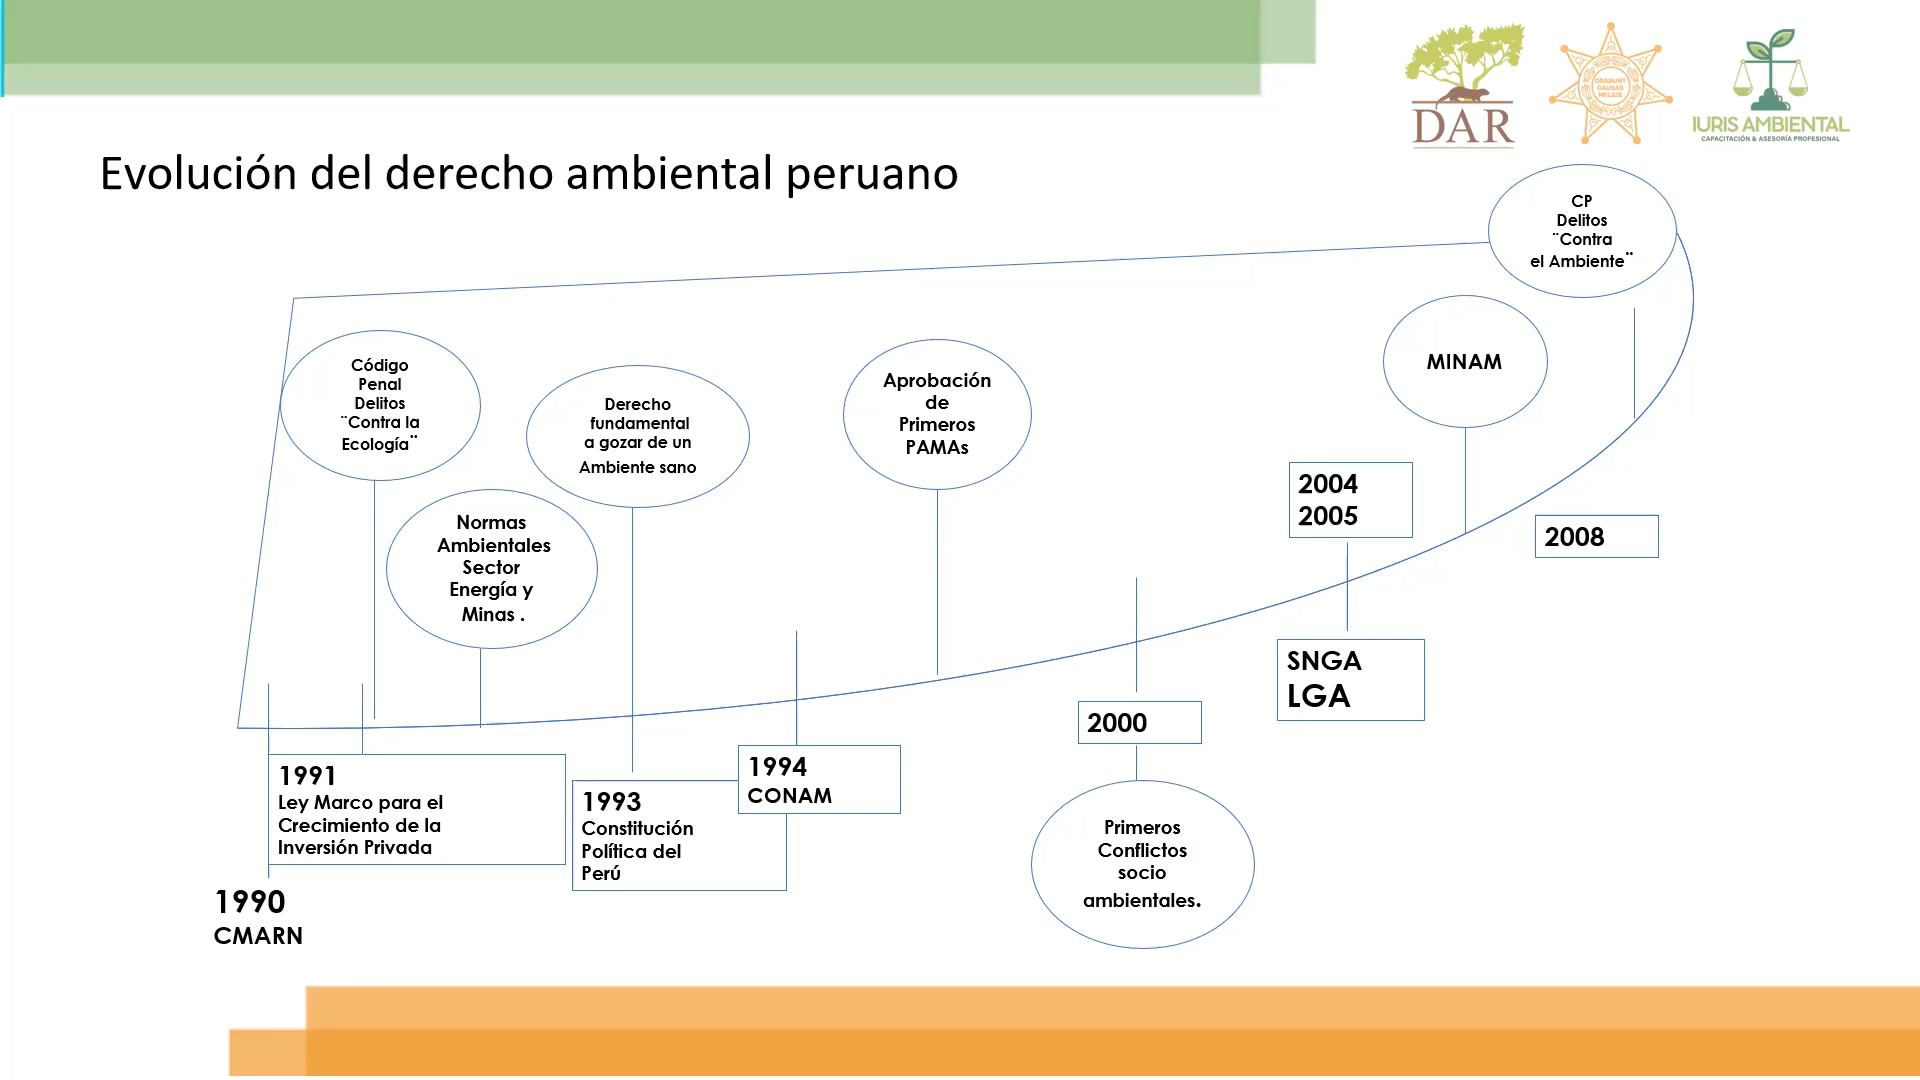 DAR
ORABUNT
CAUSAS
MELIUS
IURIS AMBIENTAL
CAPACITACIÓN & ASESORÍA PROFESIONAL
Evolución del derecho ambiental peruano
CP
Delitos
¨Contra
el Ambiente¨
Código
Penal
Delitos
¨Contra la
Ecología¨
Normas
Ambientales
Sector
Energía y
Minas .
Derecho
fundamental
a gozar de un
Ambiente sano
Aprobación
de
Primeros
PAMAs
MINAM
2004
2005
2008
SNGA
LGA
2000
Primeros
Conflictos
socio
ambientales.
1994
CONAM
1993
Constitución
Política del
Perú
1991
Ley Marco para el
Crecimiento de la
Inversión Privada
1990
CMARN